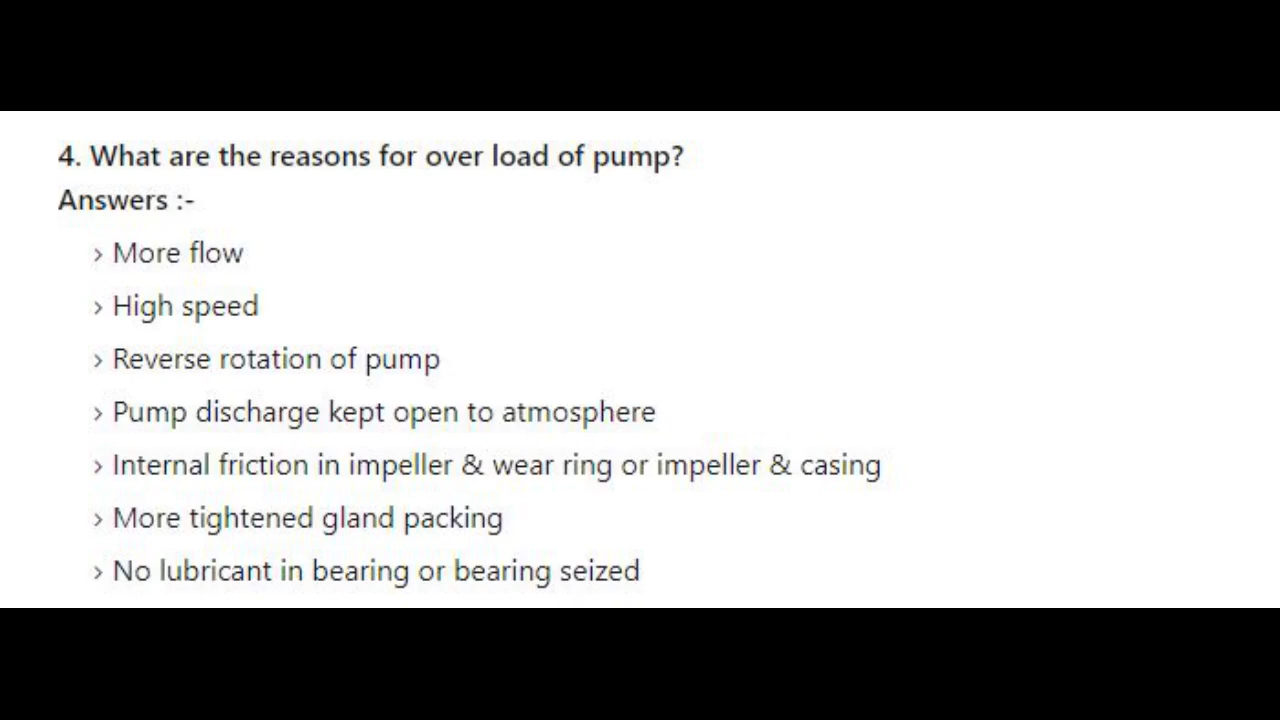 4. What are the reasons for over load of pump?
Answers :-
› More flow
› High speed
› Reverse rotation of pump
› Pump discharge kept open to atmosphere
› Internal friction in impeller & wear ring or impeller & casing
› More tightened gland packing
› No lubricant in bearing or bearing seized